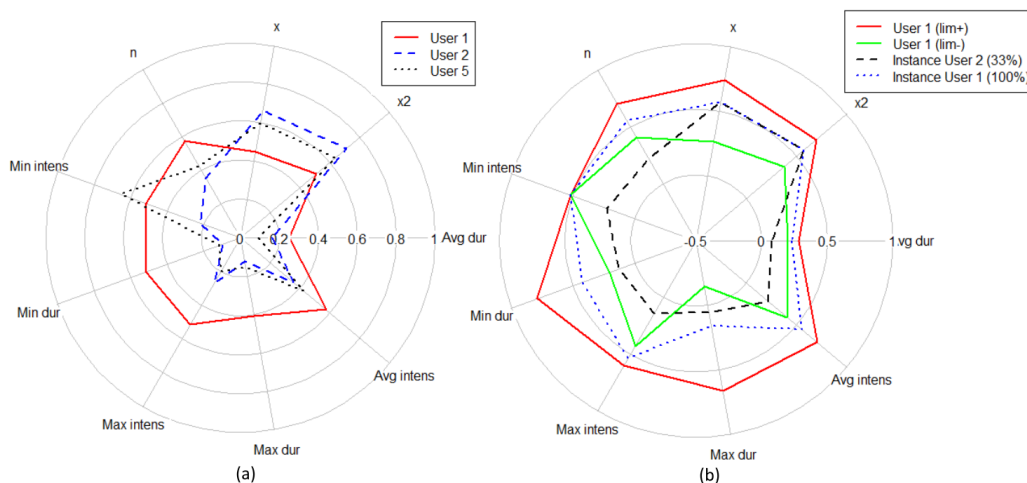 x
n
User 1
User 2
User 5
x2
Min intens
0
0.2
0.4
0.6
0.8
1
Avg dur
Min dur
Avg intens
Max intens
Max dur
(a)
x
n
User 1 (lim+)
User 1 (lim-)
Instance User 2 (33%)
Instance User 1 (100%)
x2
Min intens
-0.5
0
0.5
1
vg dur
Min dur
Avg intens
Max intens
Max dur
(b)